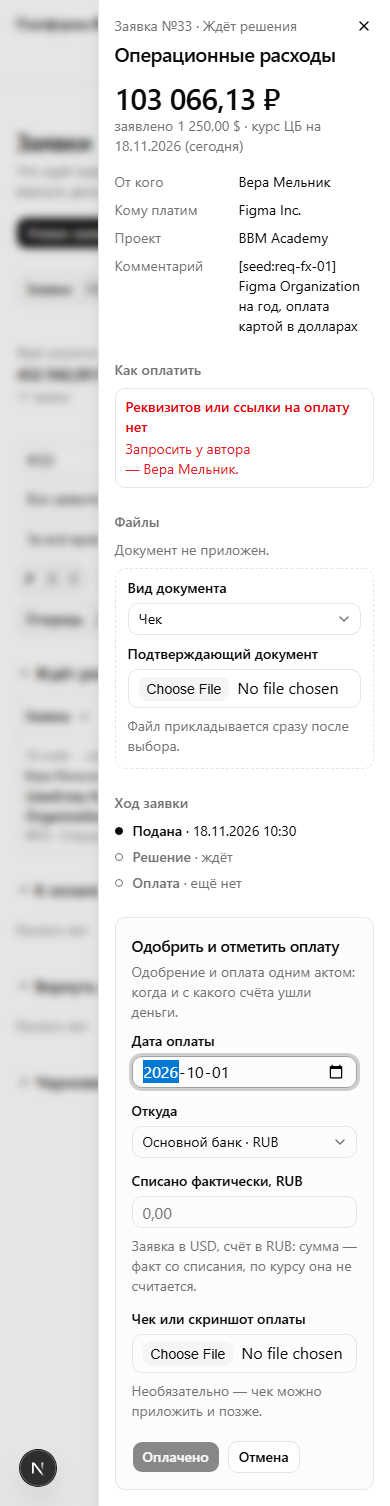 Заявка №33 · Ждёт решения
Операционные расходы
103 066,13 ₽
заявлено 1 250,00 $ · курс ЦБ на
18.11.2026 (сегодня)
От кого Вера Мельник
Кому платим Figma Inc.
Проект BBM Academy
Комментарий [seed:req-fx-01]
Figma Organization
на год, оплата
картой в долларах
Как оплатить
Реквизитов или ссылки на оплату
нет
Запросить у автора
— Вера Мельник.
Файлы
Документ не приложен.
Вид документа
Чек
Подтверждающий документ
Choose File No file chosen
Файл прикладывается сразу после
выбора.
Ход заявки
Подана · 18.11.2026 10:30
Решение · ждёт
Оплата · ещё нет
Одобрить и отметить оплату
Одобрение и оплата одним актом:
когда и с какого счёта ушли
деньги.
Дата оплаты
2026-10-01
Откуда
Основной банк · RUB
Списано фактически, RUB
0,00
Заявка в USD, счёт в RUB: сумма —
факт со списания, по курсу она не
считается.
Чек или скриншот оплаты
Choose File No file chosen
Необязательно — чек можно
приложить и позже.
Оплачено Отмена